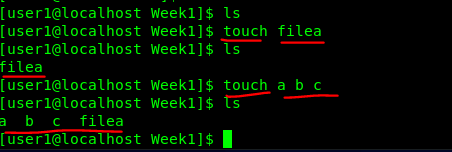 [user1@localhost Week1]$ ls
[user1@localhost Week1]$ touch filea
[user1@localhost Week1]$ ls
filea
[user1@localhost Week1]$ touch a b c
[user1@localhost Week1]$ ls
a  b  c  filea
[user1@localhost Week1]$